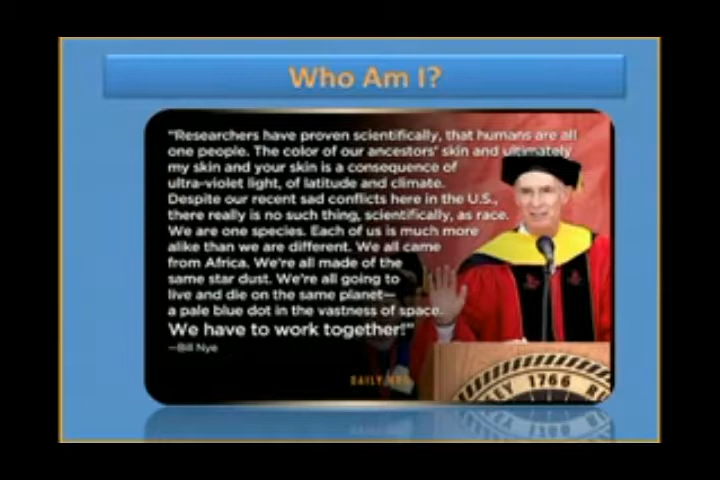 Who Am I?
"Researchers have proven scientifically, that humans are all
one people. The color of our ancestors' skin and ultimately
my skin and your skin is a consequence of
ultra-violet light, of latitude and climate.
Despite our recent sad conflicts here in the U.S.,
there really is no such thing, scientifically, as race.
We are one species. Each of us is much more
alike than we are different. We all came
from Africa. We're all made of the
same star dust. We're all going to
live and die on the same planet—
a pale blue dot in the vastness of space.
We have to work together!"
—Bill Nye
DAILY
EY 1766 RU